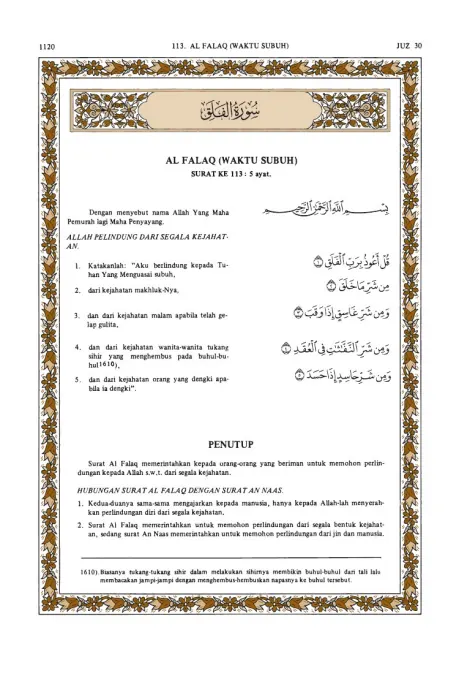 1120
113. AL FALAQ (WAKTU SUBUH)
JUZ 30
سُورَةُ الفَلَق
AL FALAQ (WAKTU SUBUH)
SURAT KE 113 : 5 ayat.
Dengan menyebut nama Allah Yang Maha
Pemurah lagi Maha Penyayang.
بِسْمِ اللَّهِ الرَّحْمَٰنِ الرَّحِيمِ
ALLAH PELINDUNG DARI SEGALA KEJAHAT-
AN.
1. Katakanlah: "Aku berlindung kepada Tu-
han Yang Menguasai subuh,
قُلْ أَعُوذُ بِرَبِّ الْفَلَقِ ١
2. dari kejahatan makhluk-Nya,
مِن شَرِّ مَا خَلَقَ ٢
3. dan dari kejahatan malam apabila telah ge-
lap gulita,
وَمِن شَرِّ غَاسِقٍ إِذَا وَقَبَ ٣
4. dan dari kejahatan wanita-wanita tukang
sihir yang menghembus pada buhul-bu-
hul1610),
وَمِن شَرِّ النَّفَّٰثَٰتِ فِي الْعُقَدِ ٤
5. dan dari kejahatan orang yang dengki apa-
bila ia dengki".
وَمِن شَرِّ حَاسِدٍ إِذَا حَسَدَ ٥
PENUTUP
Surat Al Falaq memerintahkan kepada orang-orang yang beriman untuk memohon perlin-
dungan kepada Allah s.w.t. dari segala kejahatan.
HUBUNGAN SURAT AL FALAQ DENGAN SURAT AN NAAS.
1. Kedua-duanya sama-sama mengajarkan kepada manusia, hanya kepada Allah-lah menyerah-
kan perlindungan diri dari segala kejahatan.
2. Surat Al Falaq memerintahkan untuk memohon perlindungan dari segala bentuk kejahat-
an, sedang surat An Naas memerintahkan untuk memohon perlindungan dari jin dan manusia.
1610). Biasanya tukang-tukang sihir dalam melakukan sihirnya membikin buhul-buhul dari tali lalu
membacakan jampi-jampi dengan menghembus-hembuskan napasnya ke buhul tersebut.